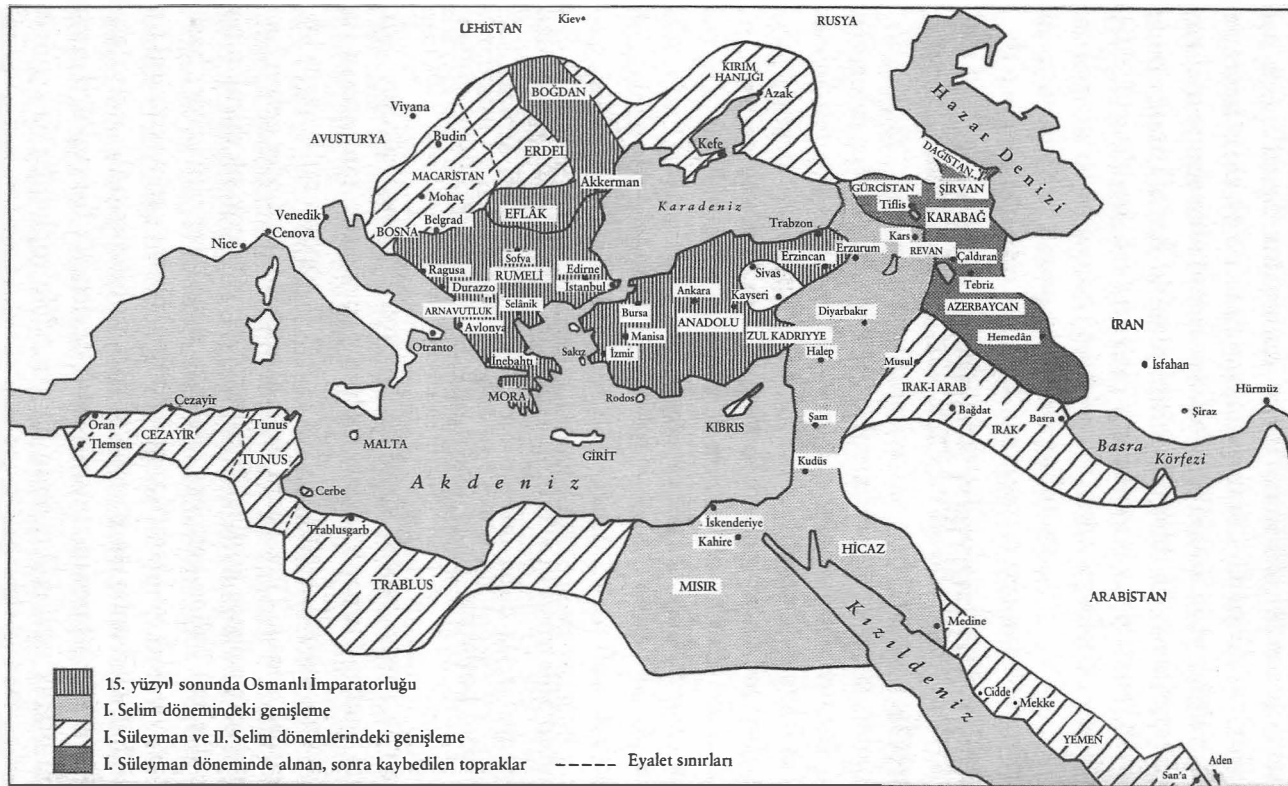 LEHİSTAN
Kiev
RUSYA
KIRIM
HANLIĞI
BOĞDAN
Azak
Hazar Denizi
Viyana
AVUSTURYA
Budin
ERDEL
Kefe
DAĞISTAN
MACARİSTAN
Akkerman
GÜRCİSTAN
ŞİRVAN
Mohaç
EFLÂK
Karadeniz
Tiflis
KARABAĞ
Venedik
Belgrad
Trabzon
Cenova
BOSNA
Kars
Nice
Sofya
Erzurum
REVAN
Çaldıran
Ragusa
RUMELİ
Edirne
Erzincan
Sivas
Tebriz
Durazzo
İstanbul
Ankara
Kayseri
AZERBAYCAN
ARNAVUTLUK
Selânik
Bursa
ANADOLU
Diyarbakır
İRAN
Avlonya
Manisa
ZUL KADRIYYE
Hemedân
Otranto
İnebahtı
Sakız
İzmir
Halep
Musul
İsfahan
MORA
Rodos
IRAK-I ARAB
Hürmüz
Cezayir
KIBRIS
Bağdat
Şiraz
Oran
CEZAYİR
Tunus
Şam
IRAK
Basra
Tlemsen
MALTA
GİRİT
TUNUS
Kudüs
Basra
Körfezi
Akdeniz
Cerbe
İskenderiye
Trablusgarb
Kahire
HİCAZ
TRABLUS
MISIR
ARABİSTAN
Kızıldeniz
Medine
Cidde
Mekke
YEMEN
San'a
Aden
15. yüzyıl sonunda Osmanlı İmparatorluğu
I. Selim dönemindeki genişleme
I. Süleyman ve II. Selim dönemlerindeki genişleme
I. Süleyman döneminde alınan, sonra kaybedilen topraklar
Eyalet sınırları